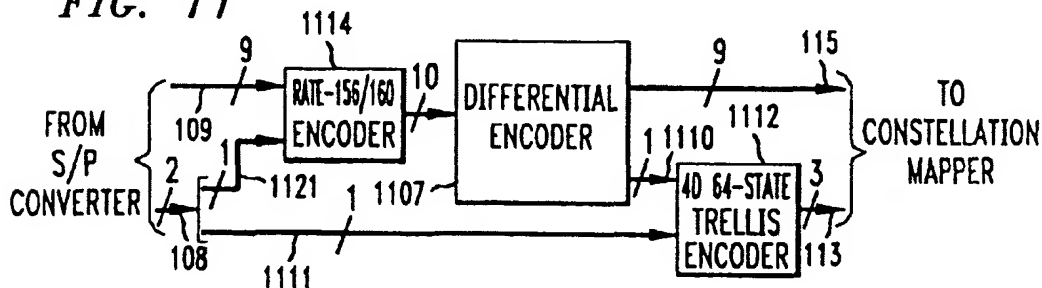 FIG. 11
1114
9
115
9
RATE-156/160
ENCODER
10
DIFFERENTIAL
ENCODER
109
FROM
S/P
CONVERTER
1
1121
2
108
1
1111
1107
1
1110
1112
4D 64-STATE
TRELLIS
ENCODER
3
113
TO
CONSTELLATION
MAPPER